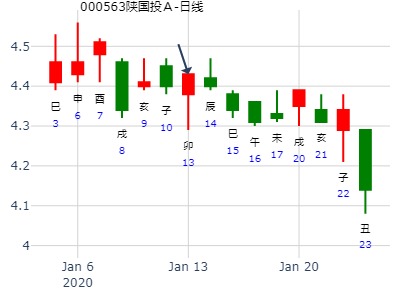 000563陕国投Ａ-日线
4.5
4.4
4.3
4.2
4.1
4
巳
3
申
6
酉
7
戌
8
亥
9
子
10
卯
13
辰
14
巳
15
午
16
未
17
戌
20
亥
21
子
22
丑
23
Jan 6
2020
Jan 13
Jan 20